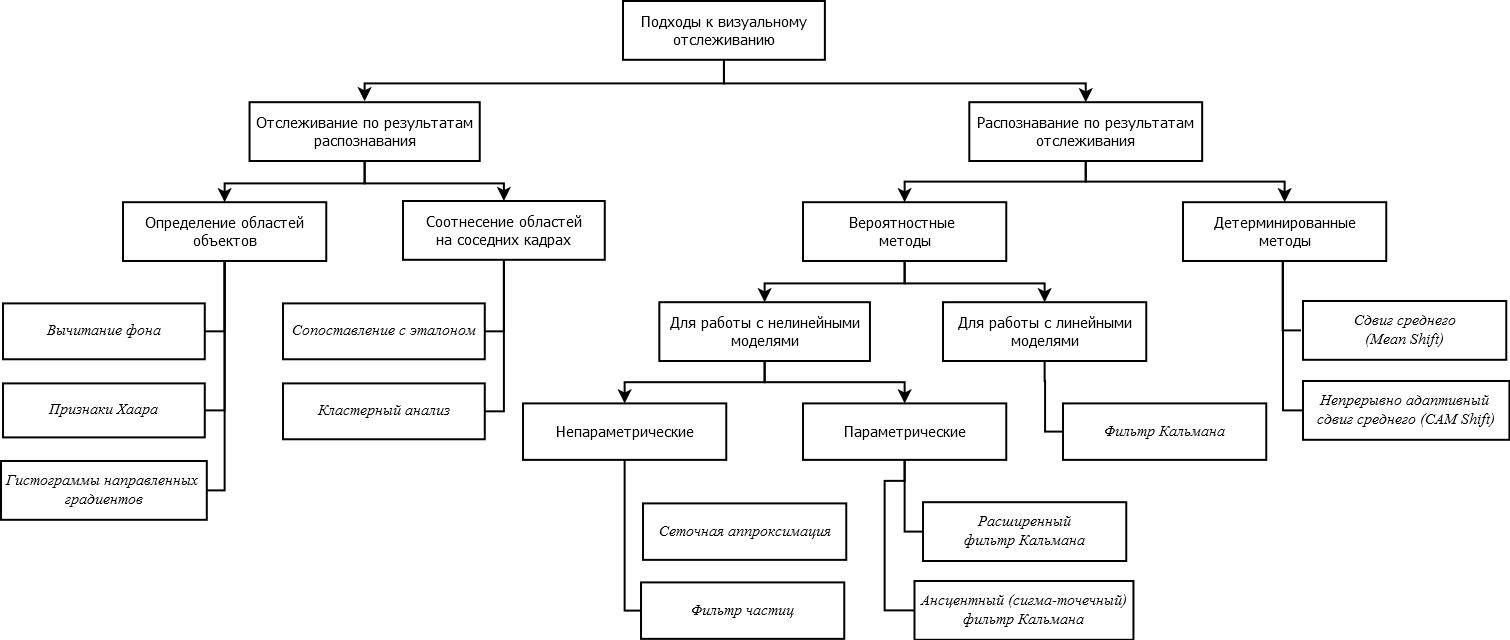 Подходы к визуальному
отслеживанию
Отслеживание по результатам
распознавания
Распознавание по результатам
отслеживания
Определение областей
объектов
Соотнесение областей
на соседних кадрах
Вероятностные
методы
Детерминированные
методы
Вычитание фона
Сопоставление с эталоном
Для работы с нелинейными
моделями
Для работы с линейными
моделями
Сдвиг среднего
(Mean Shift)
Признаки Хаара
Кластерный анализ
Непрерывно адаптивный
сдвиг среднего (CAM Shift)
Непараметрические
Параметрические
Фильтр Кальмана
Гистограммы направленных
градиентов
Сеточная аппроксимация
Расширенный
фильтр Кальмана
Фильтр частиц
Ансцентный (сигма-точечный)
фильтр Кальмана